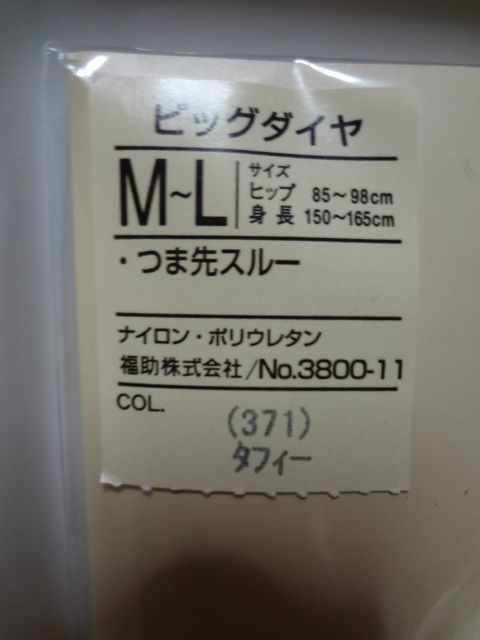 ビッグダイヤ
M~L
サイズ
ヒップ 85~98cm
身長 150~165cm
・つま先スルー
ナイロン・ポリウレタン
福助株式会社/No.3800-11
COL.
(371)
タフィー